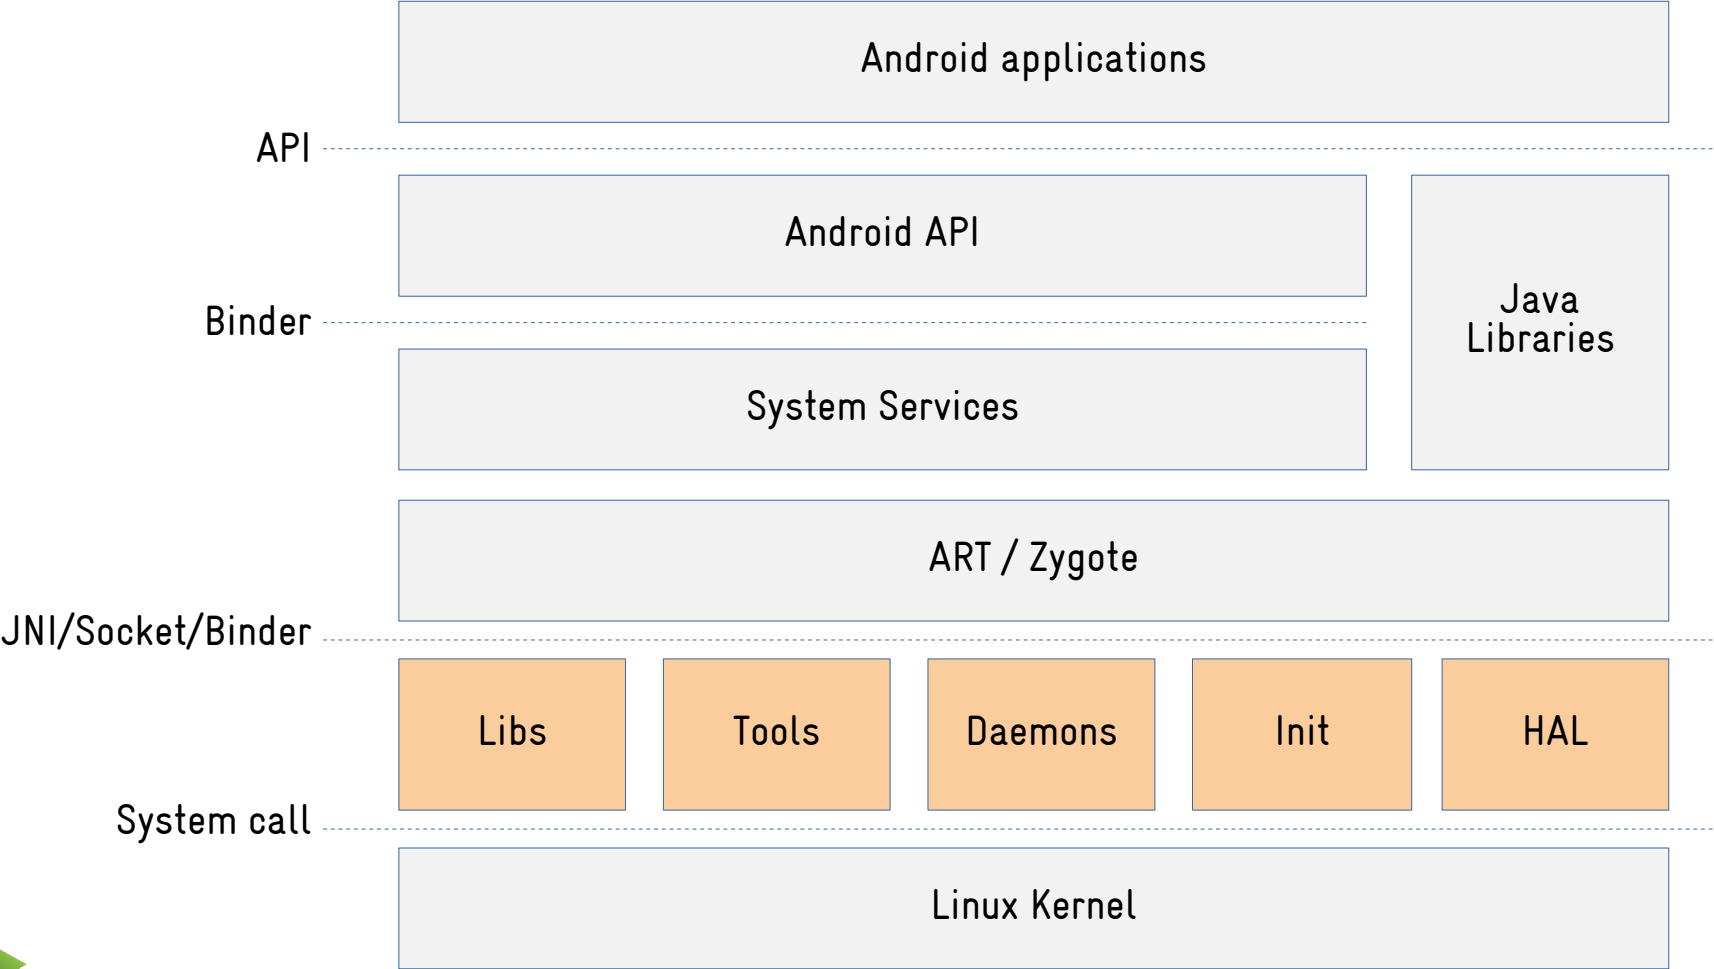 Android applications
API
Android API
Java
Libraries
Binder
System Services
ART / Zygote
JNI/Socket/Binder
Libs
Tools
Daemons
Init
HAL
System call
Linux Kernel